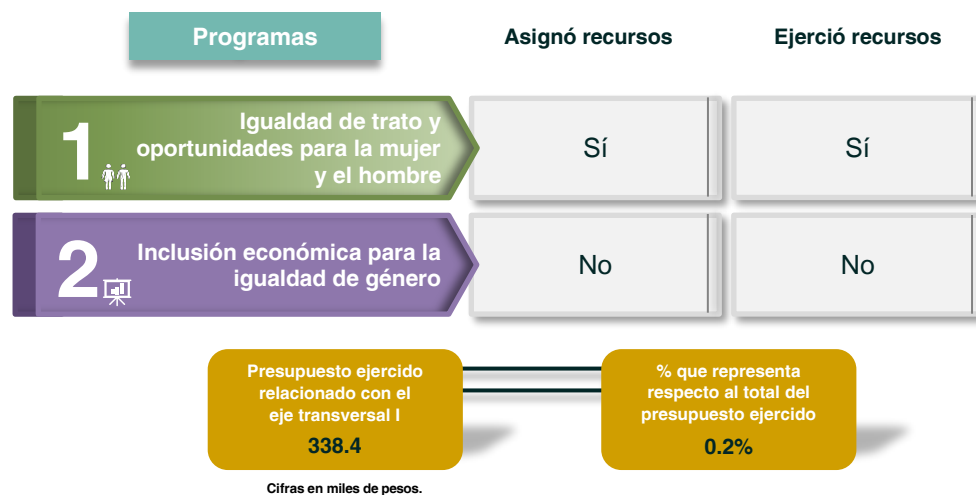 Programas
Asignó recursos
Ejerció recursos
1
Igualdad de trato y
oportunidades para la mujer
y el hombre
Sí
Sí
2
Inclusión económica para la
igualdad de género
No
No
Presupuesto ejercido
relacionado con el
eje transversal I
338.4
% que representa
respecto al total del
presupuesto ejercido
0.2%
Cifras en miles de pesos.